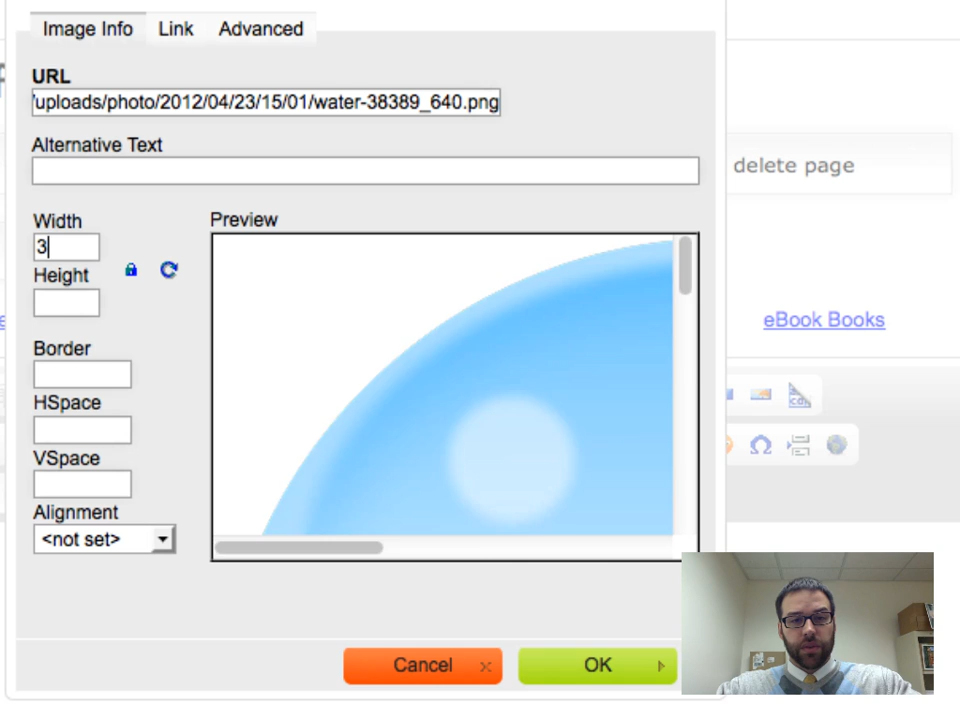 Image Info Link Advanced
URL
/uploads/photo/2012/04/23/15/01/water-38389_640.png
Alternative Text
delete page
Width
Preview
3
Height
eBook Books
Border
HSpace
VSpace
Alignment
<not set>
Cancel x OK